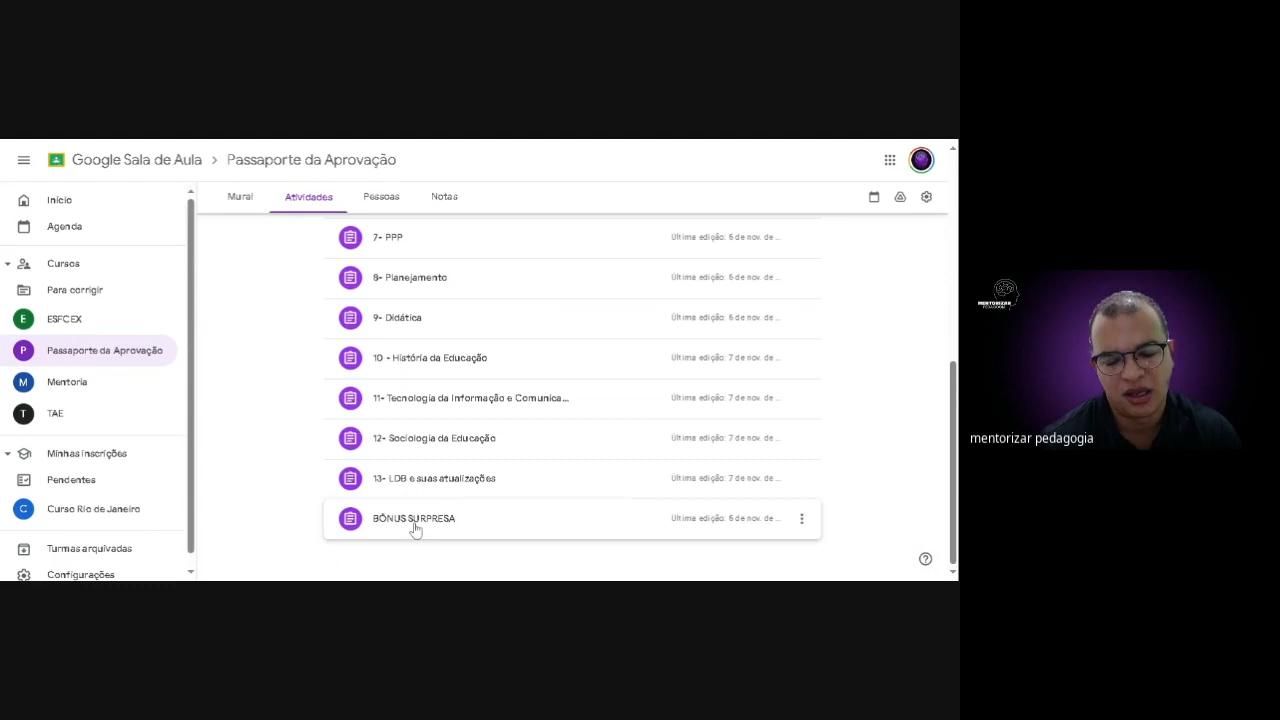 Google Sala de Aula > Passaporte da Aprovação
Início
Agenda
Cursos
Para corrigir
E ESFCEX
P Passaporte da Aprovação
M Mentoria
T TAE
Minhas inscrições
Pendentes
C Curso Rio de Janeiro
Turmas arquivadas
Configurações
Mural Atividades Pessoas Notas
7- PPP Última edição: 6 de nov. de ...
8- Planejamento Última edição: 6 de nov. de ...
9- Didática Última edição: 6 de nov. de ...
10 - História da Educação Última edição: 7 de nov. de ...
11- Tecnologia da Informação e Comunica... Última edição: 7 de nov. de ...
12- Sociologia da Educação Última edição: 7 de nov. de ...
13- LDB e suas atualizações Última edição: 7 de nov. de ...
BÔNUS SURPRESA Última edição: 6 de nov. de ...
MENTORIZAR
PEDAGOGIA
mentorizar pedagogia